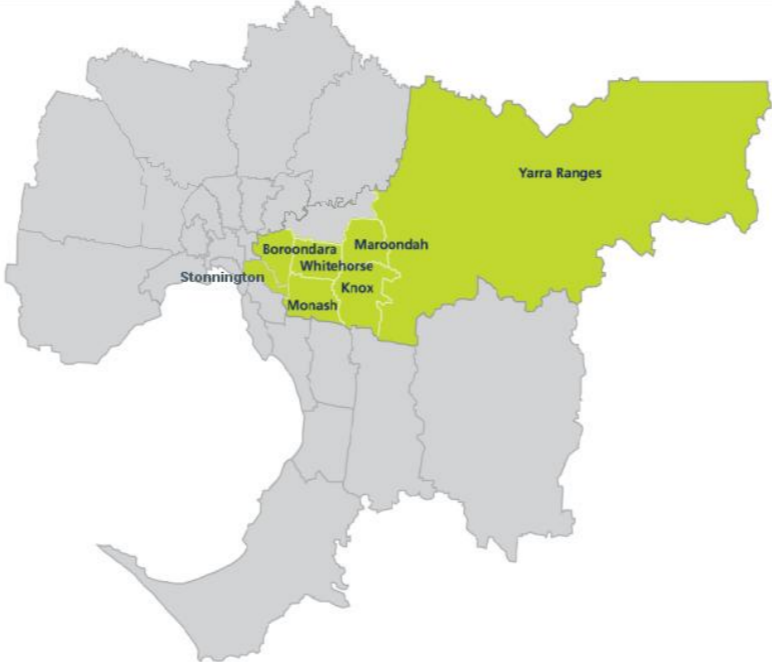 Yarra Ranges
Boroondara
Maroondah
Whitehorse
Stonnington
Knox
Monash